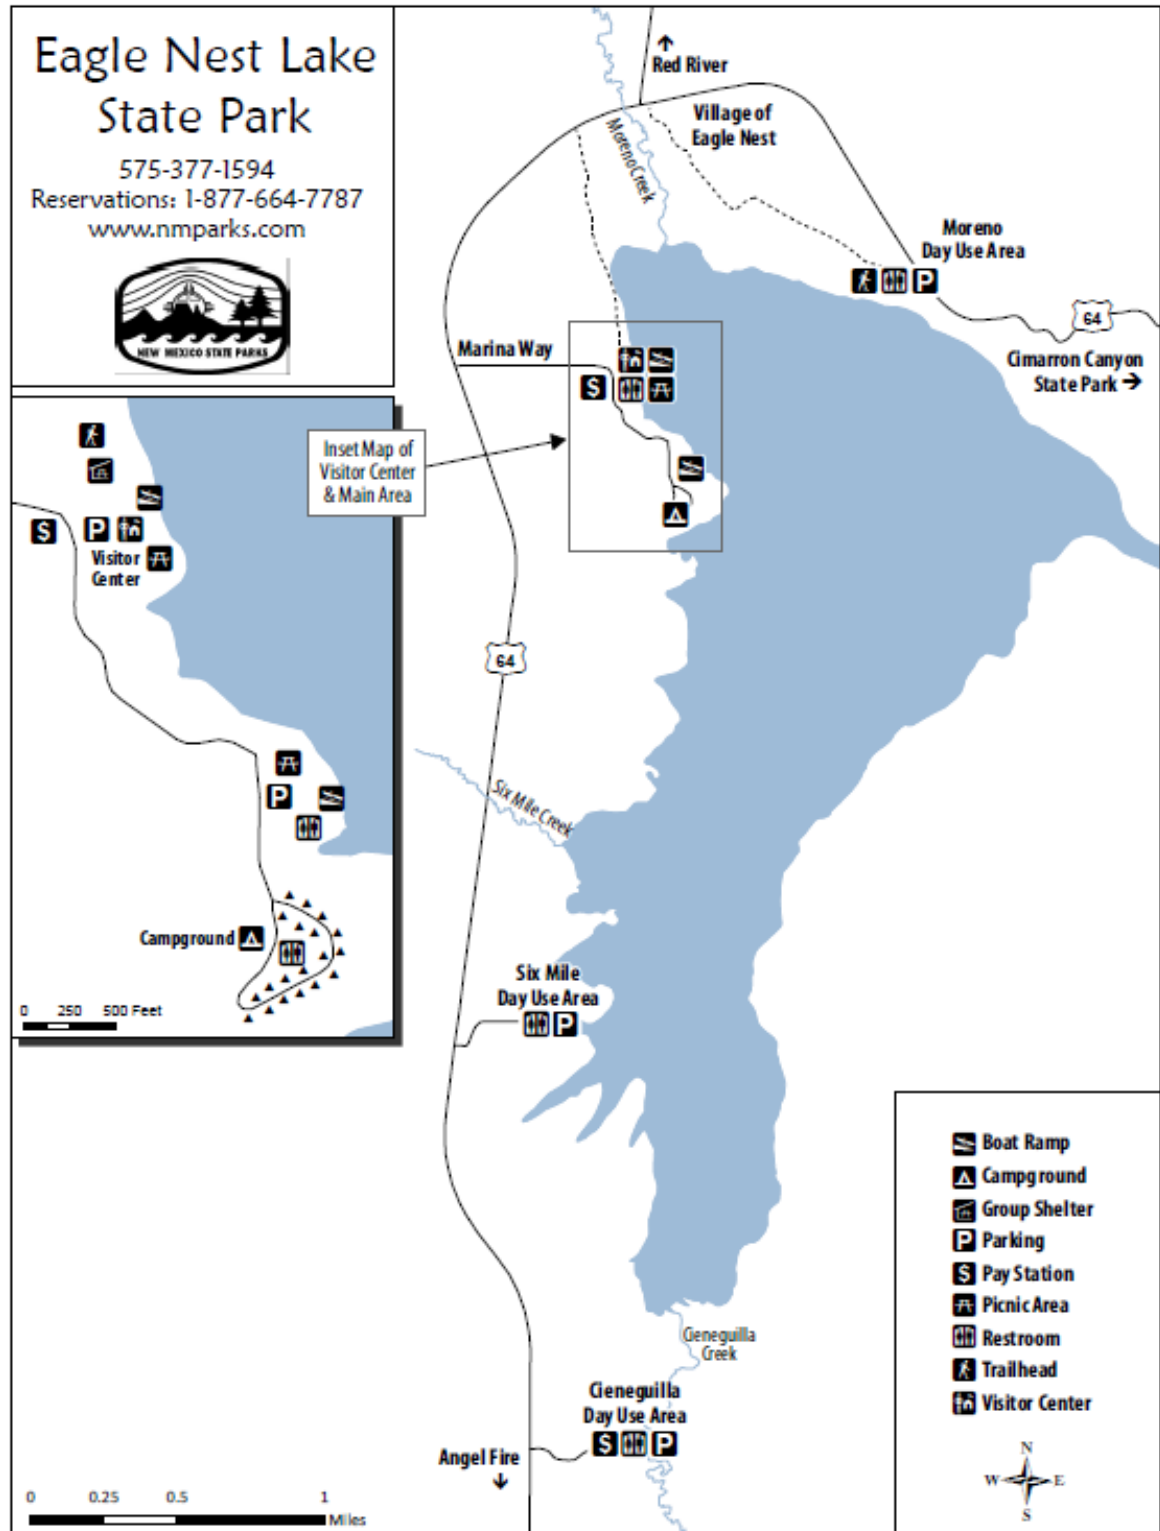 Eagle Nest Lake
State Park
575-377-1594
Reservations: 1-877-664-7787
www.nmparks.com
NEW MEXICO STATE PARKS
Red River
Village of
Eagle Nest
Moreno Creek
Moreno
Day Use Area
P
64
Cimarron Canyon
State Park
Marina Way
$
Inset Map of
Visitor Center
& Main Area
$
P
Visitor
Center
P
Campground
0 250 500 Feet
64
Six Mile Creek
Six Mile
Day Use Area
P
Cieneguilla
Creek
Cieneguilla
Day Use Area
$ P
Angel Fire
0 0.25 0.5 1
Miles
Boat Ramp
Campground
Group Shelter
P Parking
$ Pay Station
Picnic Area
Restroom
Trailhead
Visitor Center
N
W E
S